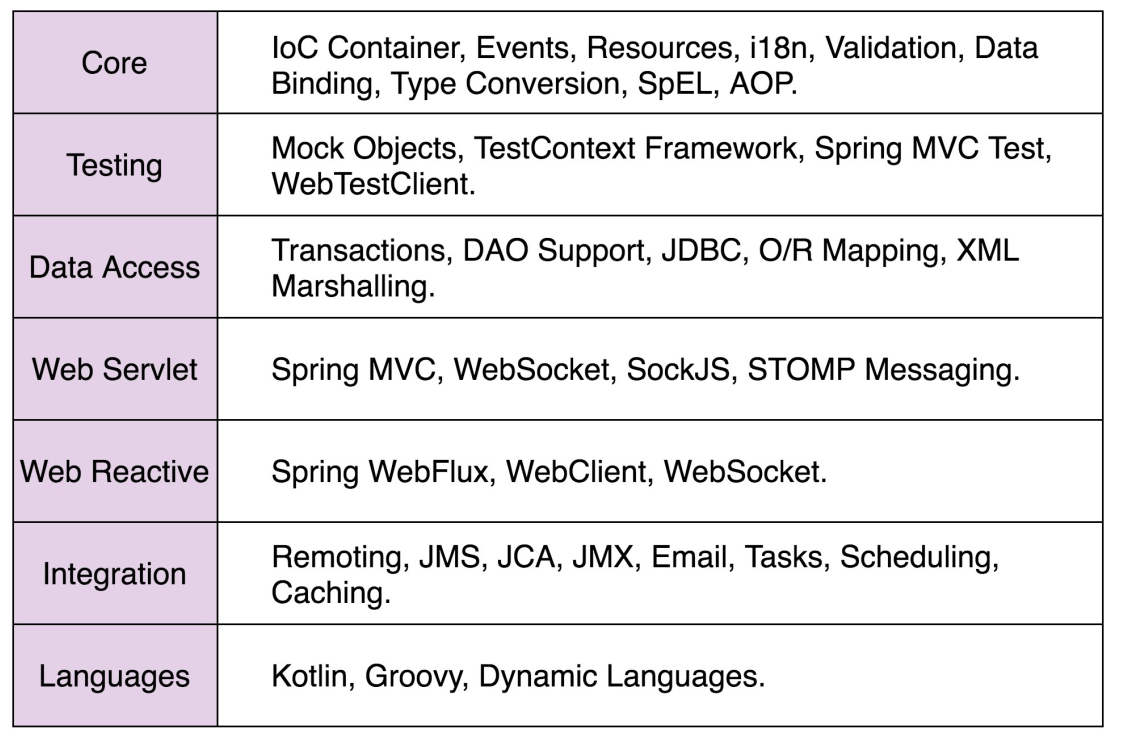 Core
IoC Container, Events, Resources, i18n, Validation, Data
Binding, Type Conversion, SpEL, AOP.
Testing
Mock Objects, TestContext Framework, Spring MVC Test,
WebTestClient.
Data Access
Transactions, DAO Support, JDBC, O/R Mapping, XML
Marshalling.
Web Servlet
Spring MVC, WebSocket, SockJS, STOMP Messaging.
Web Reactive
Spring WebFlux, WebClient, WebSocket.
Integration
Remoting, JMS, JCA, JMX, Email, Tasks, Scheduling,
Caching.
Languages
Kotlin, Groovy, Dynamic Languages.